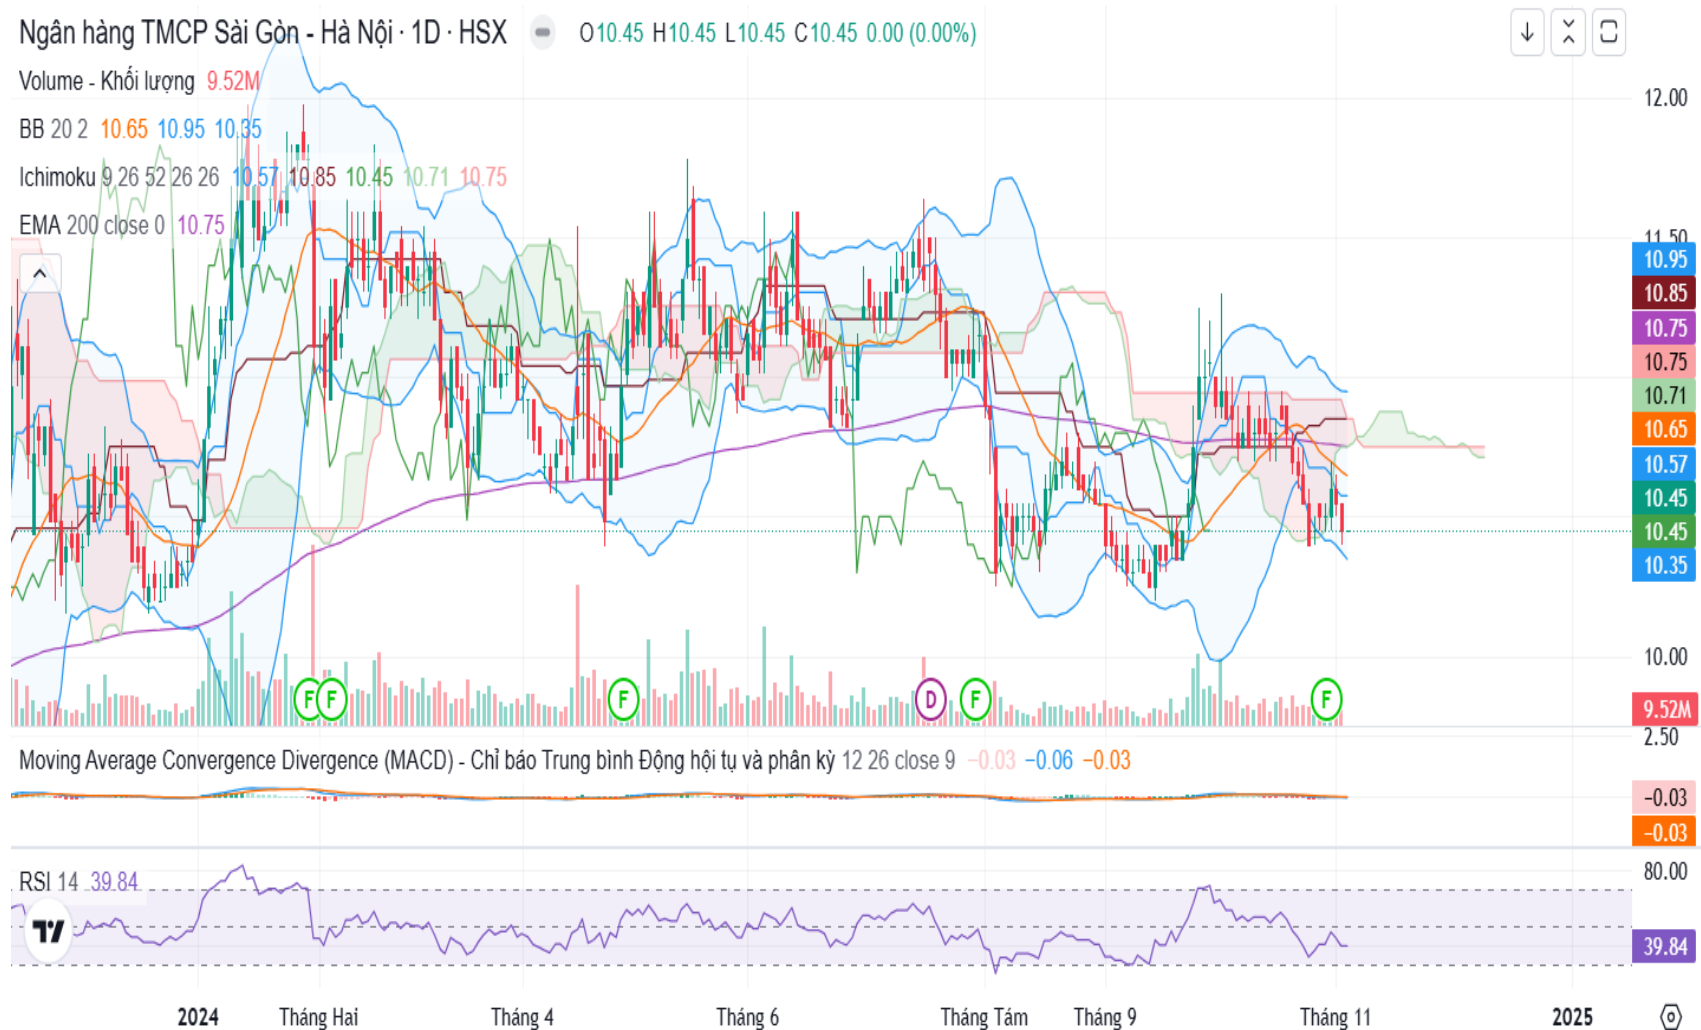 Ngân hàng TMCP Sài Gòn - Hà Nội · 1D · HSX O10.45 H10.45 L10.45 C10.45 0.00 (0.00%)
Volume - Khối lượng 9.52M
BB 20 2 10.65 10.95 10.35
Ichimoku 9 26 52 26 26 10.57 10.85 10.45 10.71 10.75
EMA 200 close 0 10.75
12.00
11.50
10.95
10.85
10.75
10.75
10.71
10.65
10.57
10.45
10.45
10.35
10.00
F F F D F F
9.52M
2.50
Moving Average Convergence Divergence (MACD) - Chỉ báo Trung bình Động hội tụ và phân kỳ 12 26 close 9 −0.03 −0.06 −0.03
−0.03
−0.03
80.00
RSI 14 39.84
39.84
2024 Tháng Hai Tháng 4 Tháng 6 Tháng Tám Tháng 9 Tháng 11 2025